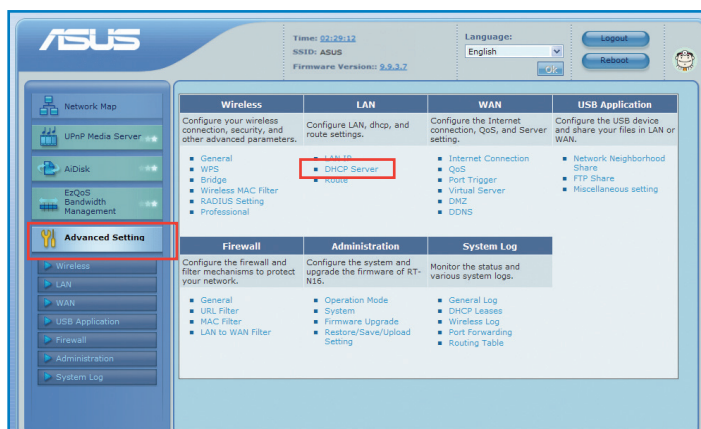 ASUS
Time: 02:29:12
SSID: ASUS
Firmware Version:: 9.9.3.7
Language:
English
OK
Logout
Reboot
Network Map
UPnP Media Server
AiDisk
EzQoS
Bandwidth
Management
Advanced Setting
Wireless
LAN
WAN
USB Application
Firewall
Administration
System Log
Wireless
Configure your wireless
connection, security, and
other advanced parameters.
General
WPS
Bridge
Wireless MAC Filter
RADIUS Setting
Professional
LAN
Configure LAN, dhcp, and
route settings.
LAN IP
DHCP Server
Route
WAN
Configure the Internet
connection, QoS, and Server
setting.
Internet Connection
QoS
Port Trigger
Virtual Server
DMZ
DDNS
USB Application
Configure the USB device
and share your files in LAN or
WAN.
Network Neighborhood
Share
FTP Share
Miscellaneous setting
Firewall
Configure the firewall and
filter mechanisms to protect
your network.
General
URL Filter
MAC Filter
LAN to WAN Filter
Administration
Configure the system and
upgrade the firmware of RT-
N16.
Operation Mode
System
Firmware Upgrade
Restore/Save/Upload
Setting
System Log
Monitor the status and
various system logs.
General Log
DHCP Leases
Wireless Log
Port Forwarding
Routing Table